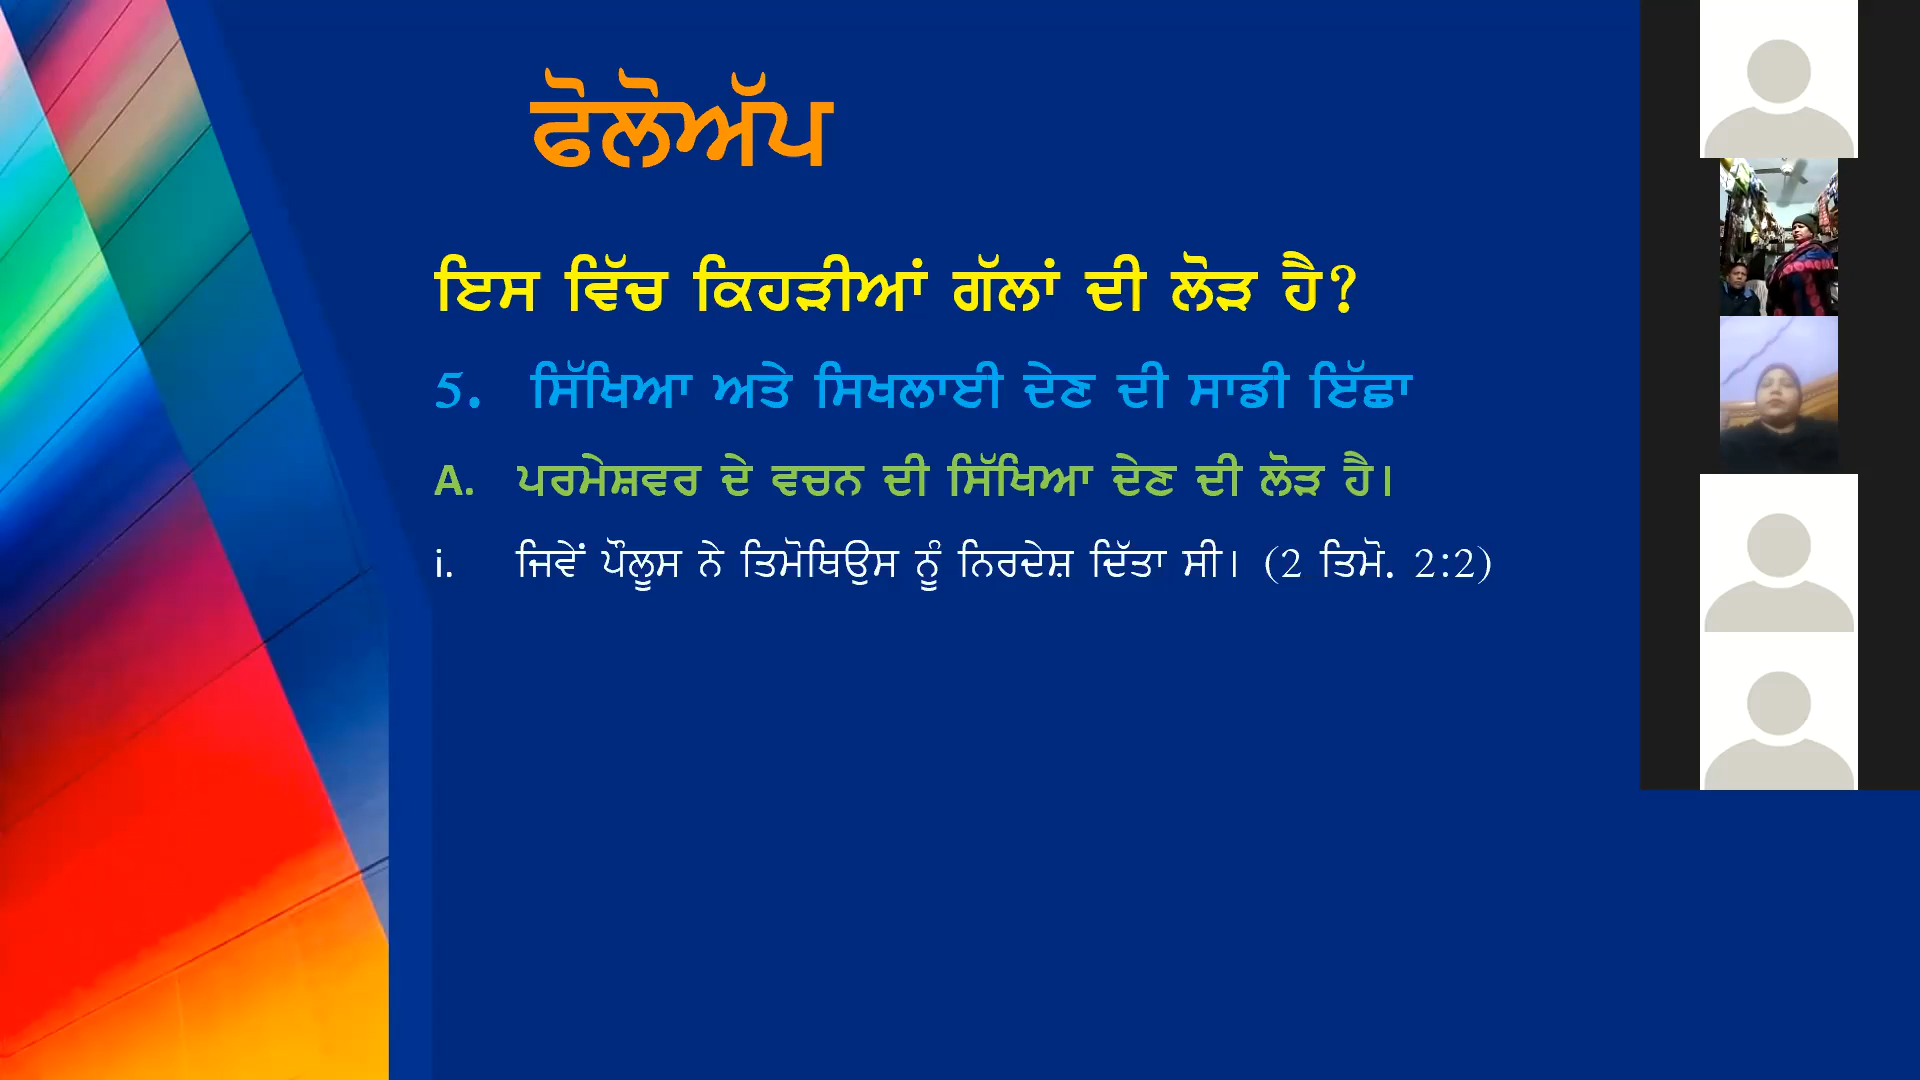 ਫੋਲੋਅੱਪ
ਇਸ ਵਿੱਚ ਕਿਹੜੀਆਂ ਗੱਲਾਂ ਦੀ ਲੋੜ ਹੈ?
5. ਸਿੱਖਿਆ ਅਤੇ ਸਿਖਲਾਈ ਦੇਣ ਦੀ ਸਾਡੀ ਇੱਛਾ
A. ਪਰਮੇਸ਼ਵਰ ਦੇ ਵਚਨ ਦੀ ਸਿੱਖਿਆ ਦੇਣ ਦੀ ਲੋੜ ਹੈ।
i. ਜਿਵੇਂ ਪੌਲੂਸ ਨੇ ਤਿਮੋਥਿਉਸ ਨੂੰ ਨਿਰਦੇਸ਼ ਦਿੱਤਾ ਸੀ। (2 ਤਿਮੋ. 2:2)